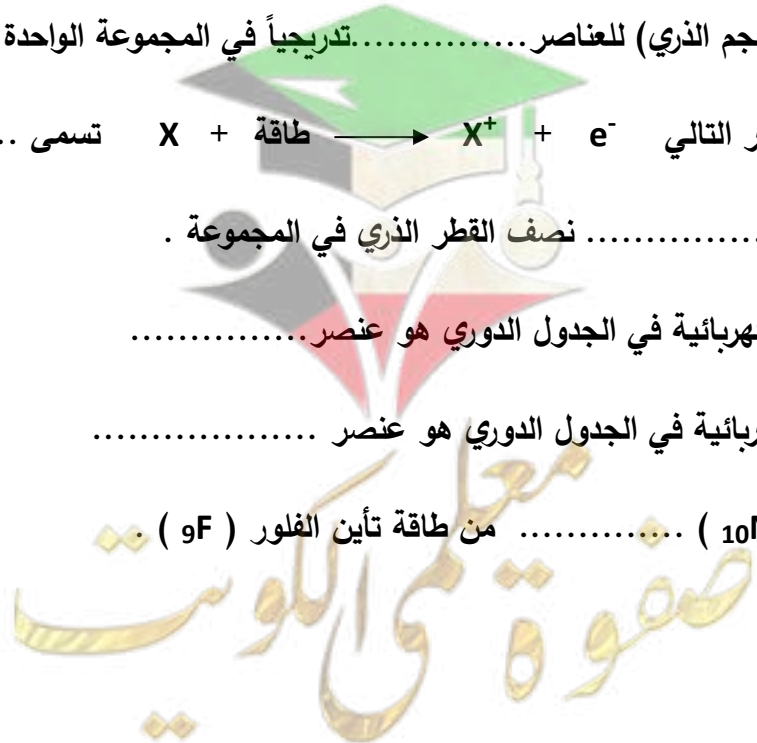 جم الذري) للعناصر...............تدريجياً في المجموعة الواحدة
ر التالي X + طاقة ⟶ X⁺ + e⁻ تسمى ..
................ نصف القطر الذري في المجموعة .
هربائية في الجدول الدوري هو عنصر...............
ربائية في الجدول الدوري هو عنصر ...................
( ₁₀ ) .............. من طاقة تأين الفلور ( ₉F ) .
صفوة معلمي الكويت